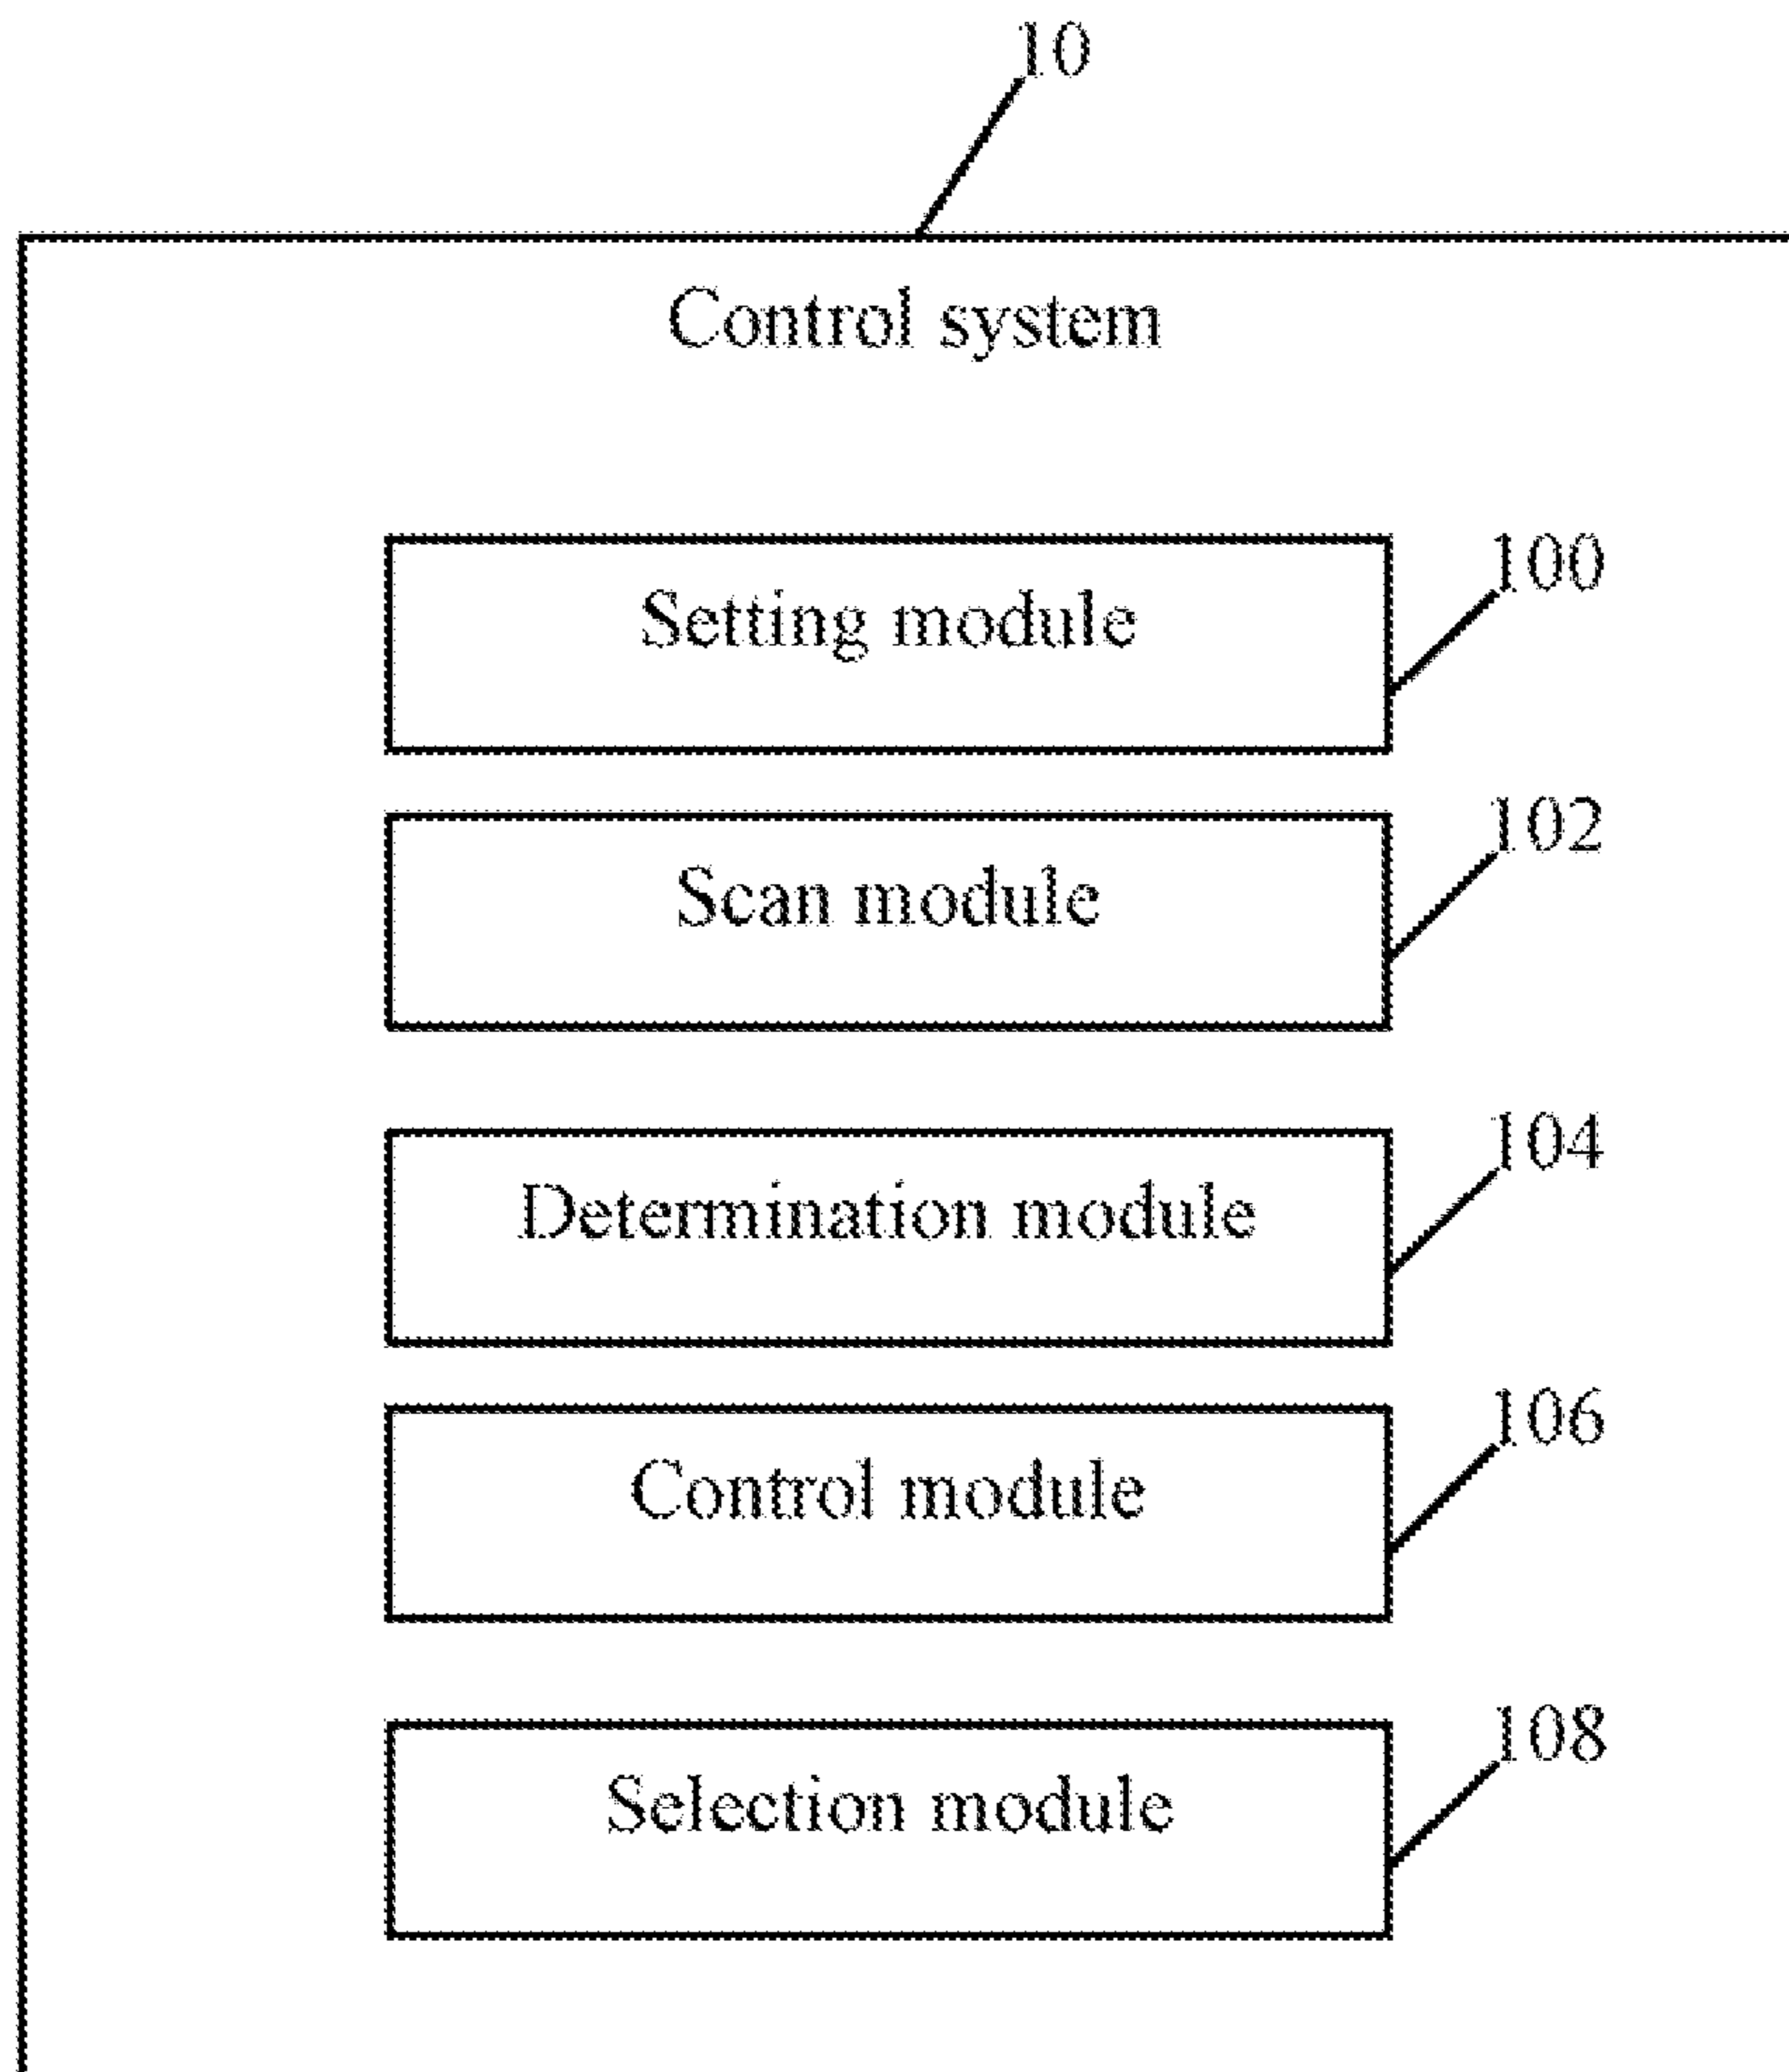 10
Control system
Setting module
100
Scan module
102
Determination module
104
Control module
106
Selection module
108